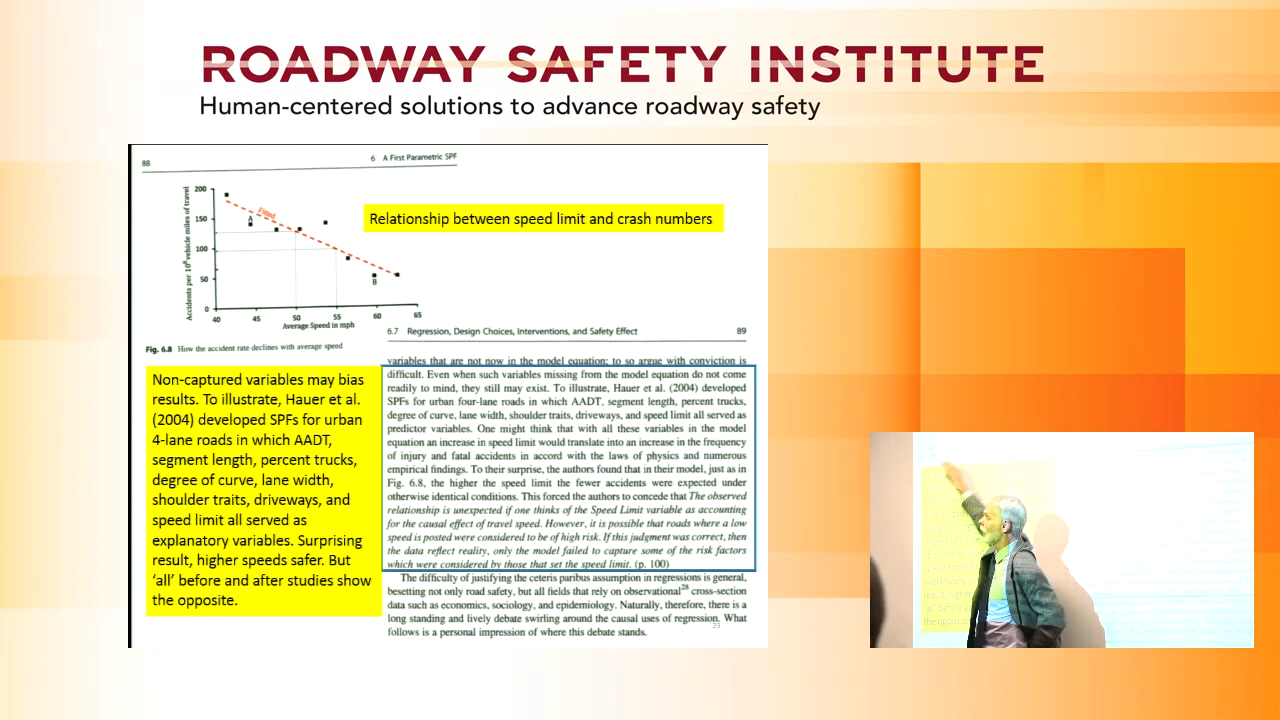 ROADWAY SAFETY INSTITUTE
Human-centered solutions to advance roadway safety
88
6 A First Parametric SPF
Accidents per 10⁸ vehicle miles of travel
200
150
100
50
0
Fitted
A
B
40 45 50 55 60 65
Average Speed in mph
Fig. 6.8 How the accident rate declines with average speed
Relationship between speed limit and crash numbers
Non-captured variables may bias
results. To illustrate, Hauer et al.
(2004) developed SPFs for urban
4-lane roads in which AADT,
segment length, percent trucks,
degree of curve, lane width,
shoulder traits, driveways, and
speed limit all served as
explanatory variables. Surprising
result, higher speeds safer. But
‘all’ before and after studies show
the opposite.
6.7 Regression, Design Choices, Interventions, and Safety Effect 89
variables that are not now in the model equation; to so argue with conviction is
difficult. Even when such variables missing from the model equation do not come
readily to mind, they still may exist. To illustrate, Hauer et al. (2004) developed
SPFs for urban four-lane roads in which AADT, segment length, percent trucks,
degree of curve, lane width, shoulder traits, driveways, and speed limit all served as
predictor variables. One might think that with all these variables in the model
equation an increase in speed limit would translate into an increase in the frequency
of injury and fatal accidents in accord with the laws of physics and numerous
empirical findings. To their surprise, the authors found that in their model, just as in
Fig. 6.8, the higher the speed limit the fewer accidents were expected under
otherwise identical conditions. This forced the authors to concede that The observed
relationship is unexpected if one thinks of the Speed Limit variable as accounting
for the causal effect of travel speed. However, it is possible that roads where a low
speed is posted were considered to be of high risk. If this judgment was correct, then
the data reflect reality, only the model failed to capture some of the risk factors
which were considered by those that set the speed limit. (p. 100)
The difficulty of justifying the ceteris paribus assumption in regressions is general,
besetting not only road safety, but all fields that rely on observational²⁸ cross-section
data such as economics, sociology, and epidemiology. Naturally, therefore, there is a
long standing and lively debate swirling around the causal uses of regression. What
follows is a personal impression of where this debate stands.
23